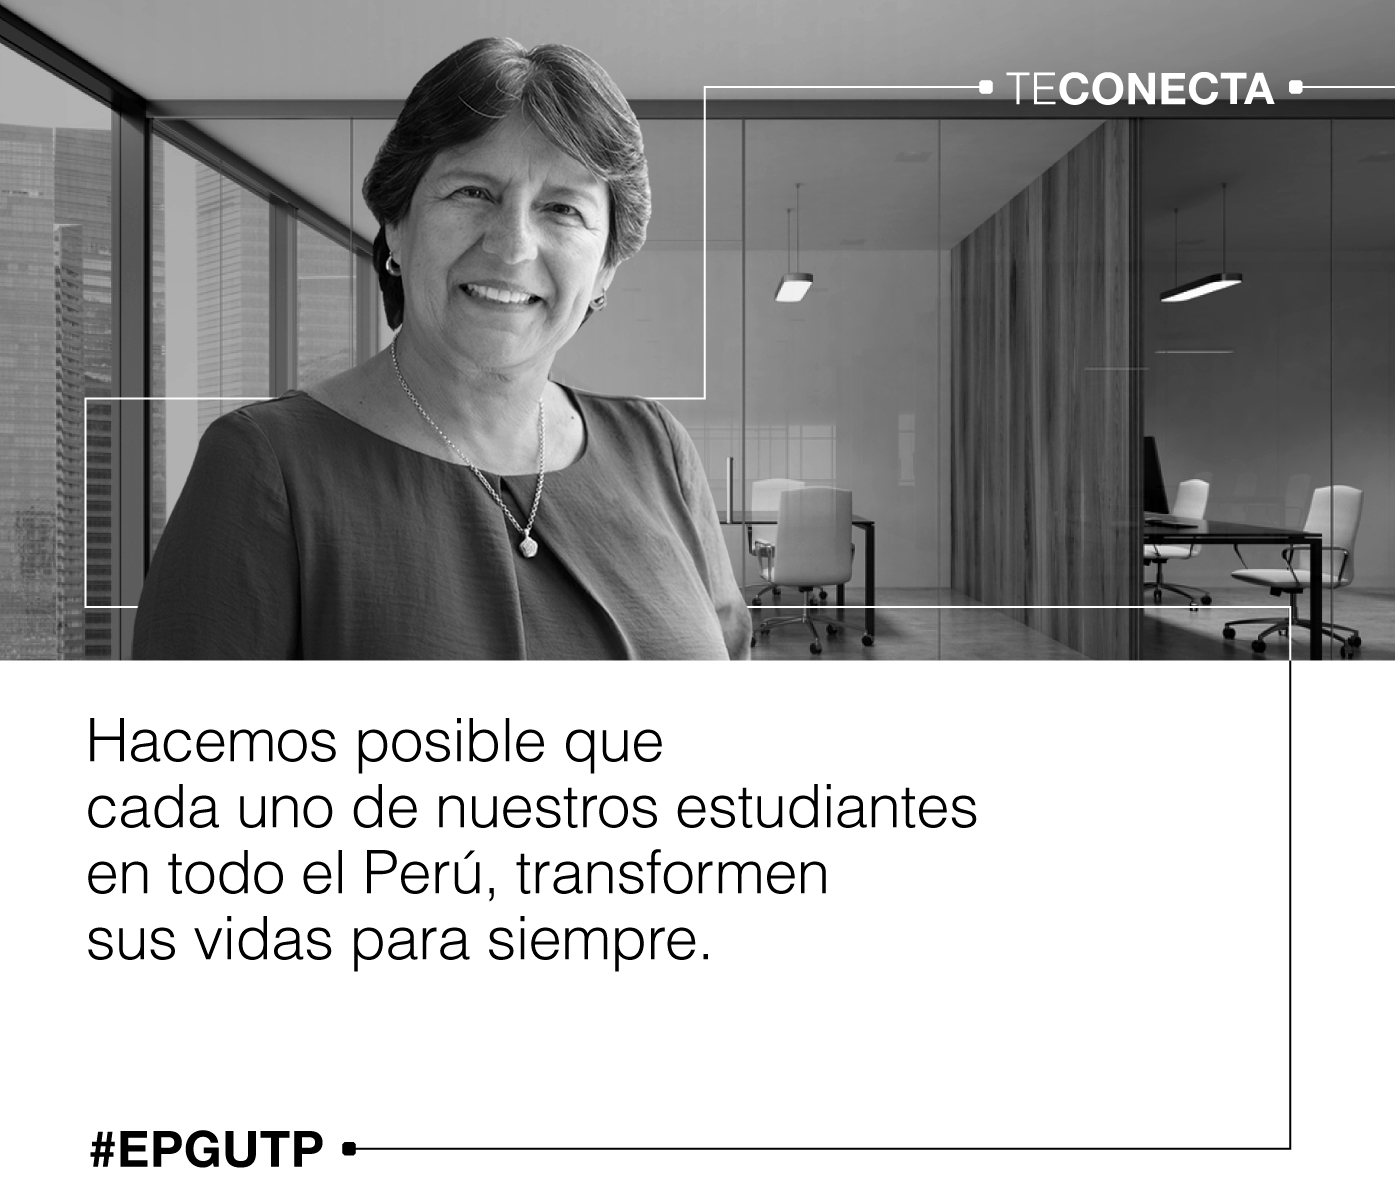 TECONECTA
Hacemos posible que
cada uno de nuestros estudiantes
en todo el Perú, transformen
sus vidas para siempre.
#EPGUTP